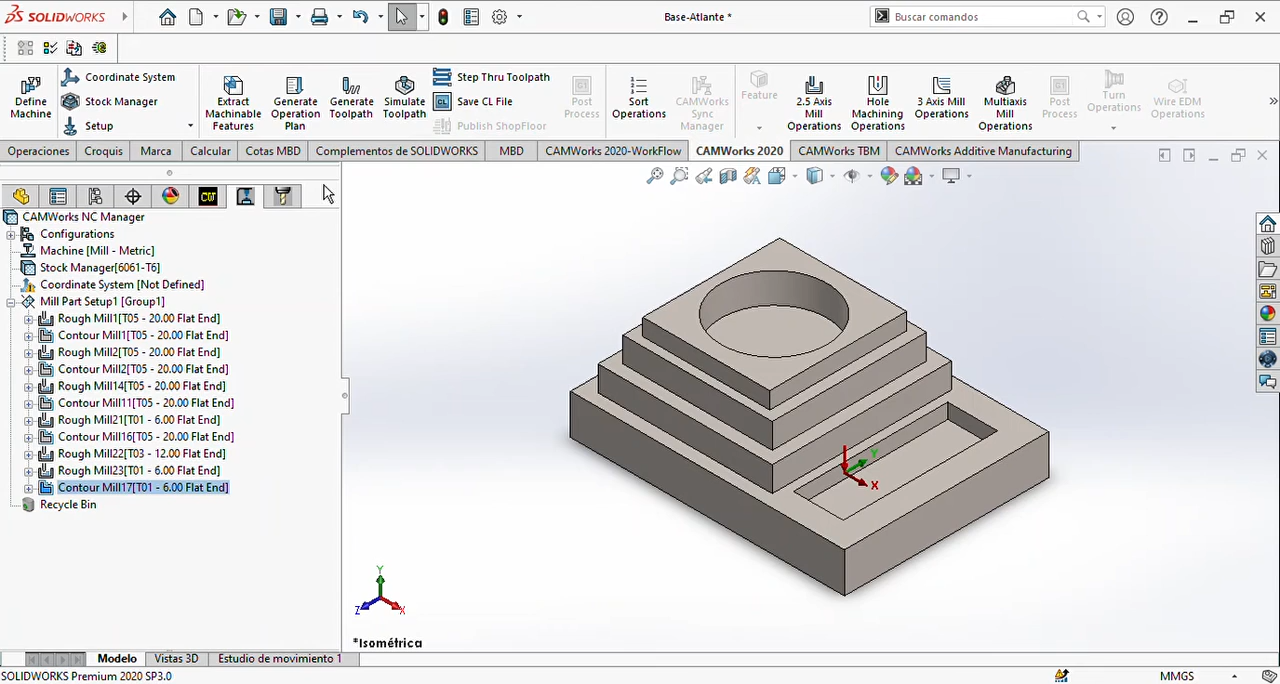 SOLIDWORKS
Base-Atlante *
Buscar comandos
Define Machine
Coordinate System
Stock Manager
Setup
Extract Machinable Features
Generate Operation Plan
Generate Toolpath
Simulate Toolpath
Step Thru Toolpath
Save CL File
Publish ShopFloor
Post Process
Sort Operations
CAMWorks Sync Manager
Feature
2.5 Axis Mill Operations
Hole Machining Operations
3 Axis Mill Operations
Multiaxis Mill Operations
Post Process
Turn Operations
Wire EDM Operations
Operaciones
Croquis
Marca
Calcular
Cotas MBD
Complementos de SOLIDWORKS
MBD
CAMWorks 2020-WorkFlow
CAMWorks 2020
CAMWorks TBM
CAMWorks Additive Manufacturing
CAMWorks NC Manager
Configurations
Machine [Mill - Metric]
Stock Manager[6061-T6]
Coordinate System [Not Defined]
Mill Part Setup1 [Group1]
Rough Mill1[T05 - 20.00 Flat End]
Contour Mill1[T05 - 20.00 Flat End]
Rough Mill2[T05 - 20.00 Flat End]
Contour Mill2[T05 - 20.00 Flat End]
Rough Mill14[T05 - 20.00 Flat End]
Contour Mill11[T05 - 20.00 Flat End]
Rough Mill21[T01 - 6.00 Flat End]
Contour Mill16[T05 - 20.00 Flat End]
Rough Mill22[T03 - 12.00 Flat End]
Rough Mill23[T01 - 6.00 Flat End]
Contour Mill17[T01 - 6.00 Flat End]
Recycle Bin
Y
X
Y
Z
X
*Isométrica
Modelo
Vistas 3D
Estudio de movimiento 1
SOLIDWORKS Premium 2020 SP3.0
MMGS